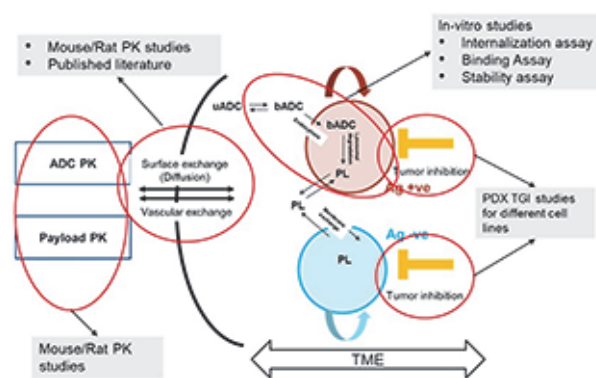 • Mouse/Rat PK studies
• Published literature
In-vitro studies
• Internalization assay
• Binding Assay
• Stability assay
uADC
bADC
Endocytosis
bADC
PL
ADC PK
Surface exchange
(Diffusion)
Vascular exchange
Payload PK
Tumor inhibition
Ag +ve
PL
PDX TGI studies
for different cell
lines
Ag -ve
PL
Tumor inhibition
Mouse/Rat PK
studies
TME